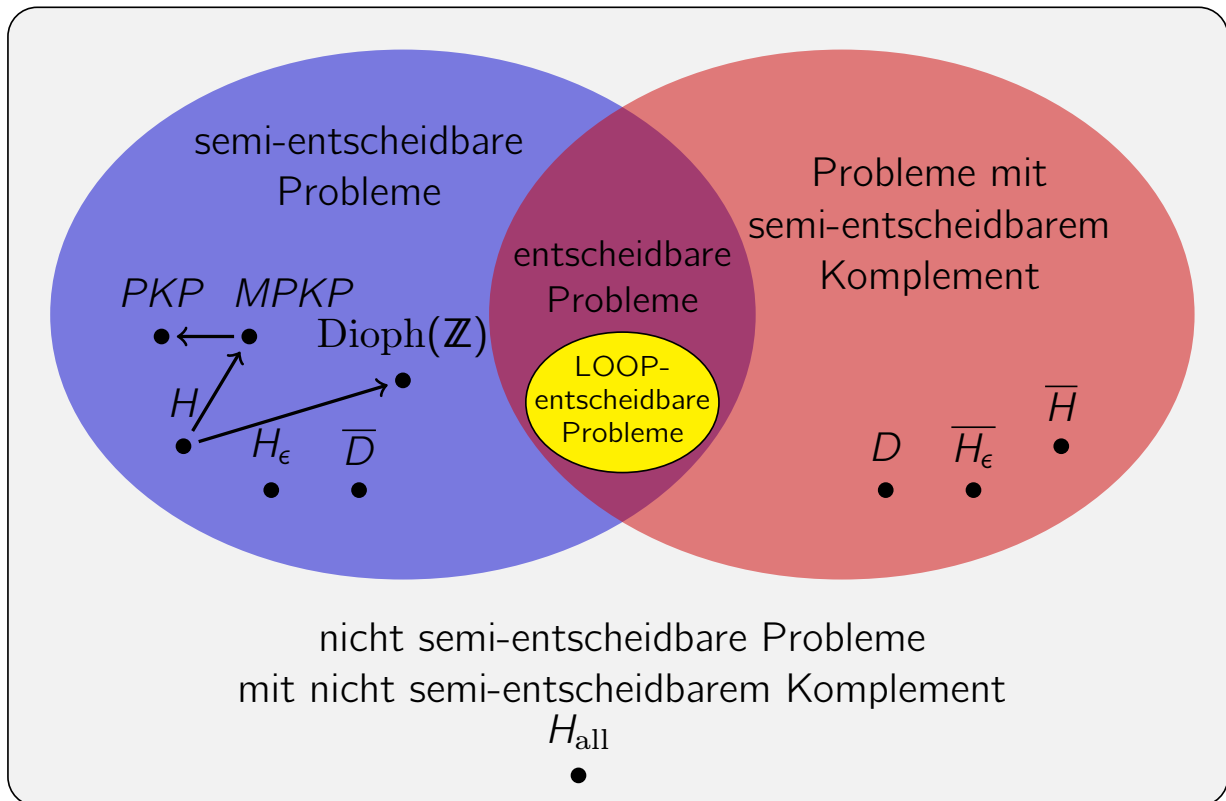 semi-entscheidbare
Probleme
Probleme mit
semi-entscheidbarem
Komplement
entscheidbare
Probleme
PKP
MPKP
Dioph(ℤ)
LOOP-
entscheidbare
Probleme
H
H_ϵ
D̅
D
H̅_ϵ̅
H̅
nicht semi-entscheidbare Probleme
mit nicht semi-entscheidbarem Komplement
H_all